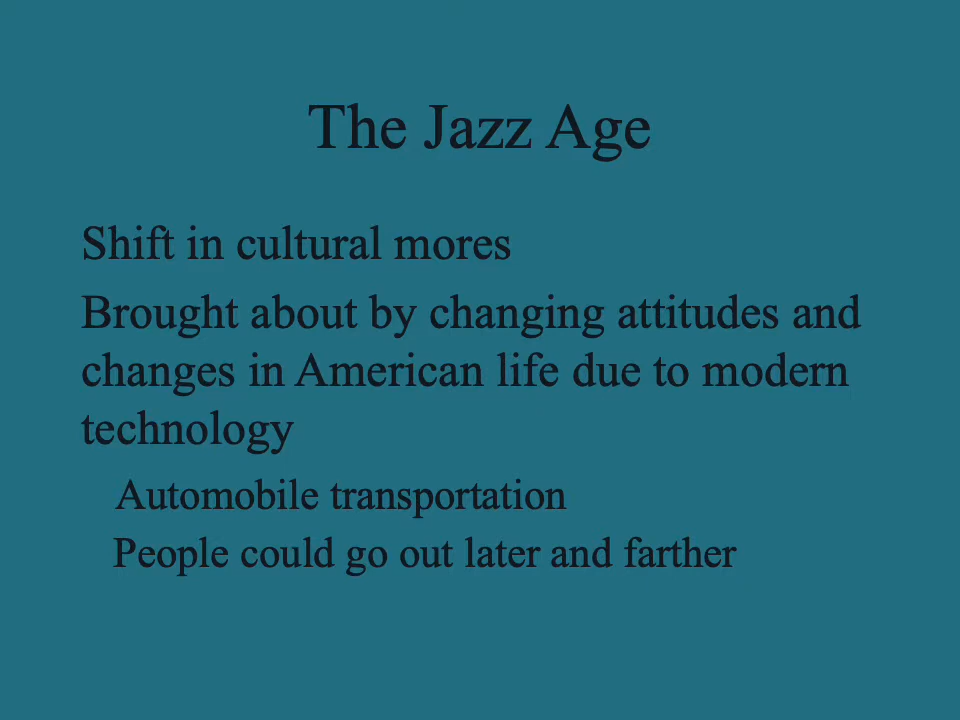 The Jazz Age
Shift in cultural mores
Brought about by changing attitudes and
changes in American life due to modern
technology
Automobile transportation
People could go out later and farther